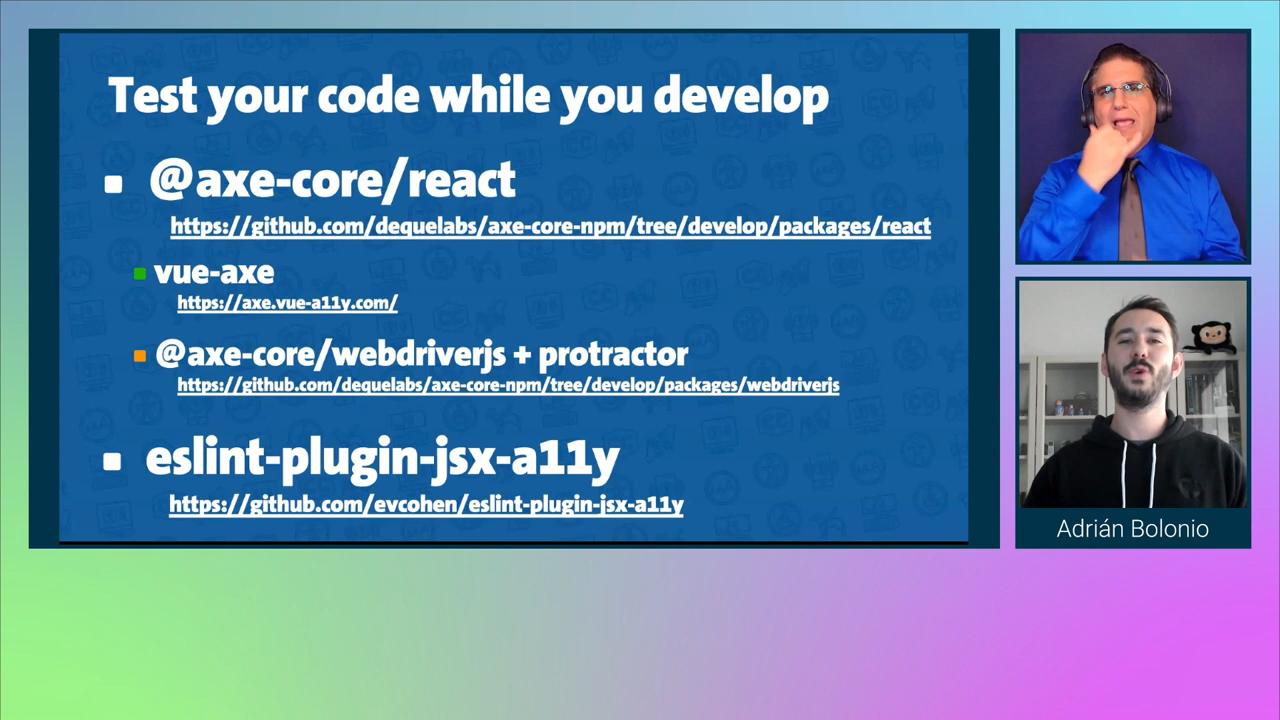 Test your code while you develop
@axe-core/react
https://github.com/dequelabs/axe-core-npm/tree/develop/packages/react
vue-axe
https://axe.vue-a11y.com/
@axe-core/webdriverjs + protractor
https://github.com/dequelabs/axe-core-npm/tree/develop/packages/webdriverjs
eslint-plugin-jsx-a11y
https://github.com/evcohen/eslint-plugin-jsx-a11y
Adrián Bolonio